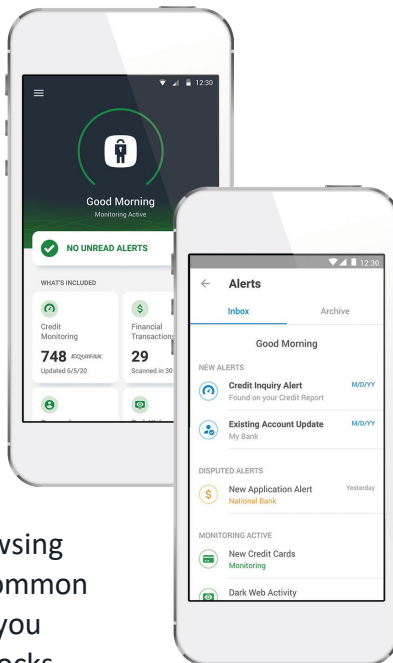 12:30
Good Morning
Monitoring Active
NO UNREAD ALERTS
WHAT'S INCLUDED
Credit
Monitoring
748 EQUIFAX
Updated 6/5/20
Financial
29
Scanned in 30
12:30
Alerts
Inbox Archive
Good Morning
NEW ALERTS
Credit Inquiry Alert M/D/YY
Found on your Credit Report
Existing Account Update M/D/YY
My Bank
DISPUTED ALERTS
New Application Alert Yesterday
National Bank
MONITORING ACTIVE
New Credit Cards
Monitoring
Dark Web Activity
ommon
you